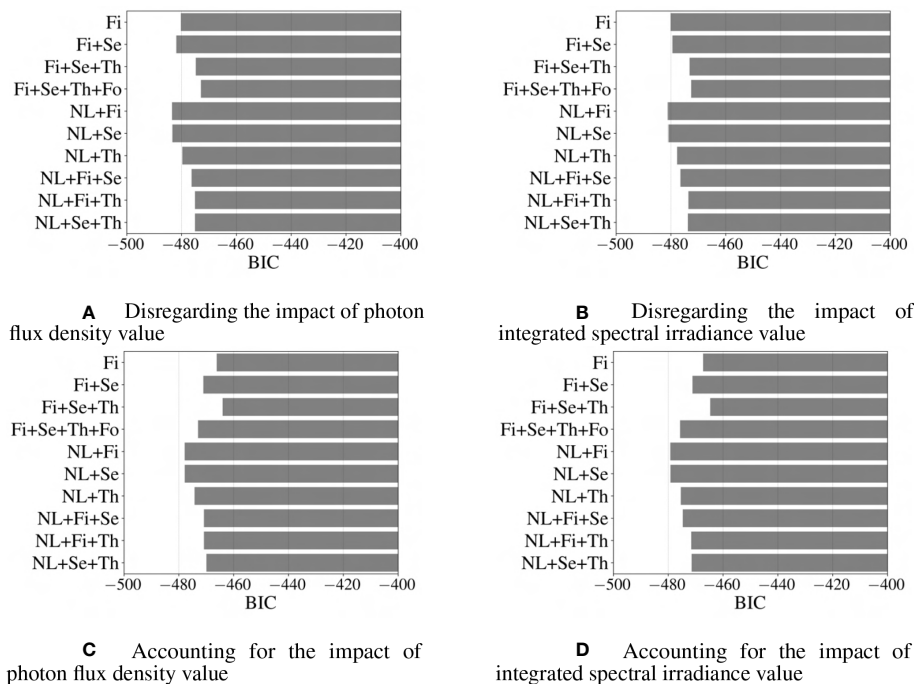 Fi
Fi+Se
Fi+Se+Th
Fi+Se+Th+Fo
NL+Fi
NL+Se
NL+Th
NL+Fi+Se
NL+Fi+Th
NL+Se+Th
−500 −480 −460 −440 −420 −400
BIC
A Disregarding the impact of photon
flux density value
Fi
Fi+Se
Fi+Se+Th
Fi+Se+Th+Fo
NL+Fi
NL+Se
NL+Th
NL+Fi+Se
NL+Fi+Th
NL+Se+Th
−500 −480 −460 −440 −420 −400
BIC
B Disregarding the impact of
integrated spectral irradiance value
Fi
Fi+Se
Fi+Se+Th
Fi+Se+Th+Fo
NL+Fi
NL+Se
NL+Th
NL+Fi+Se
NL+Fi+Th
NL+Se+Th
−500 −480 −460 −440 −420 −400
BIC
C Accounting for the impact of
photon flux density value
Fi
Fi+Se
Fi+Se+Th
Fi+Se+Th+Fo
NL+Fi
NL+Se
NL+Th
NL+Fi+Se
NL+Fi+Th
NL+Se+Th
−500 −480 −460 −440 −420 −400
BIC
D Accounting for the impact of
integrated spectral irradiance value